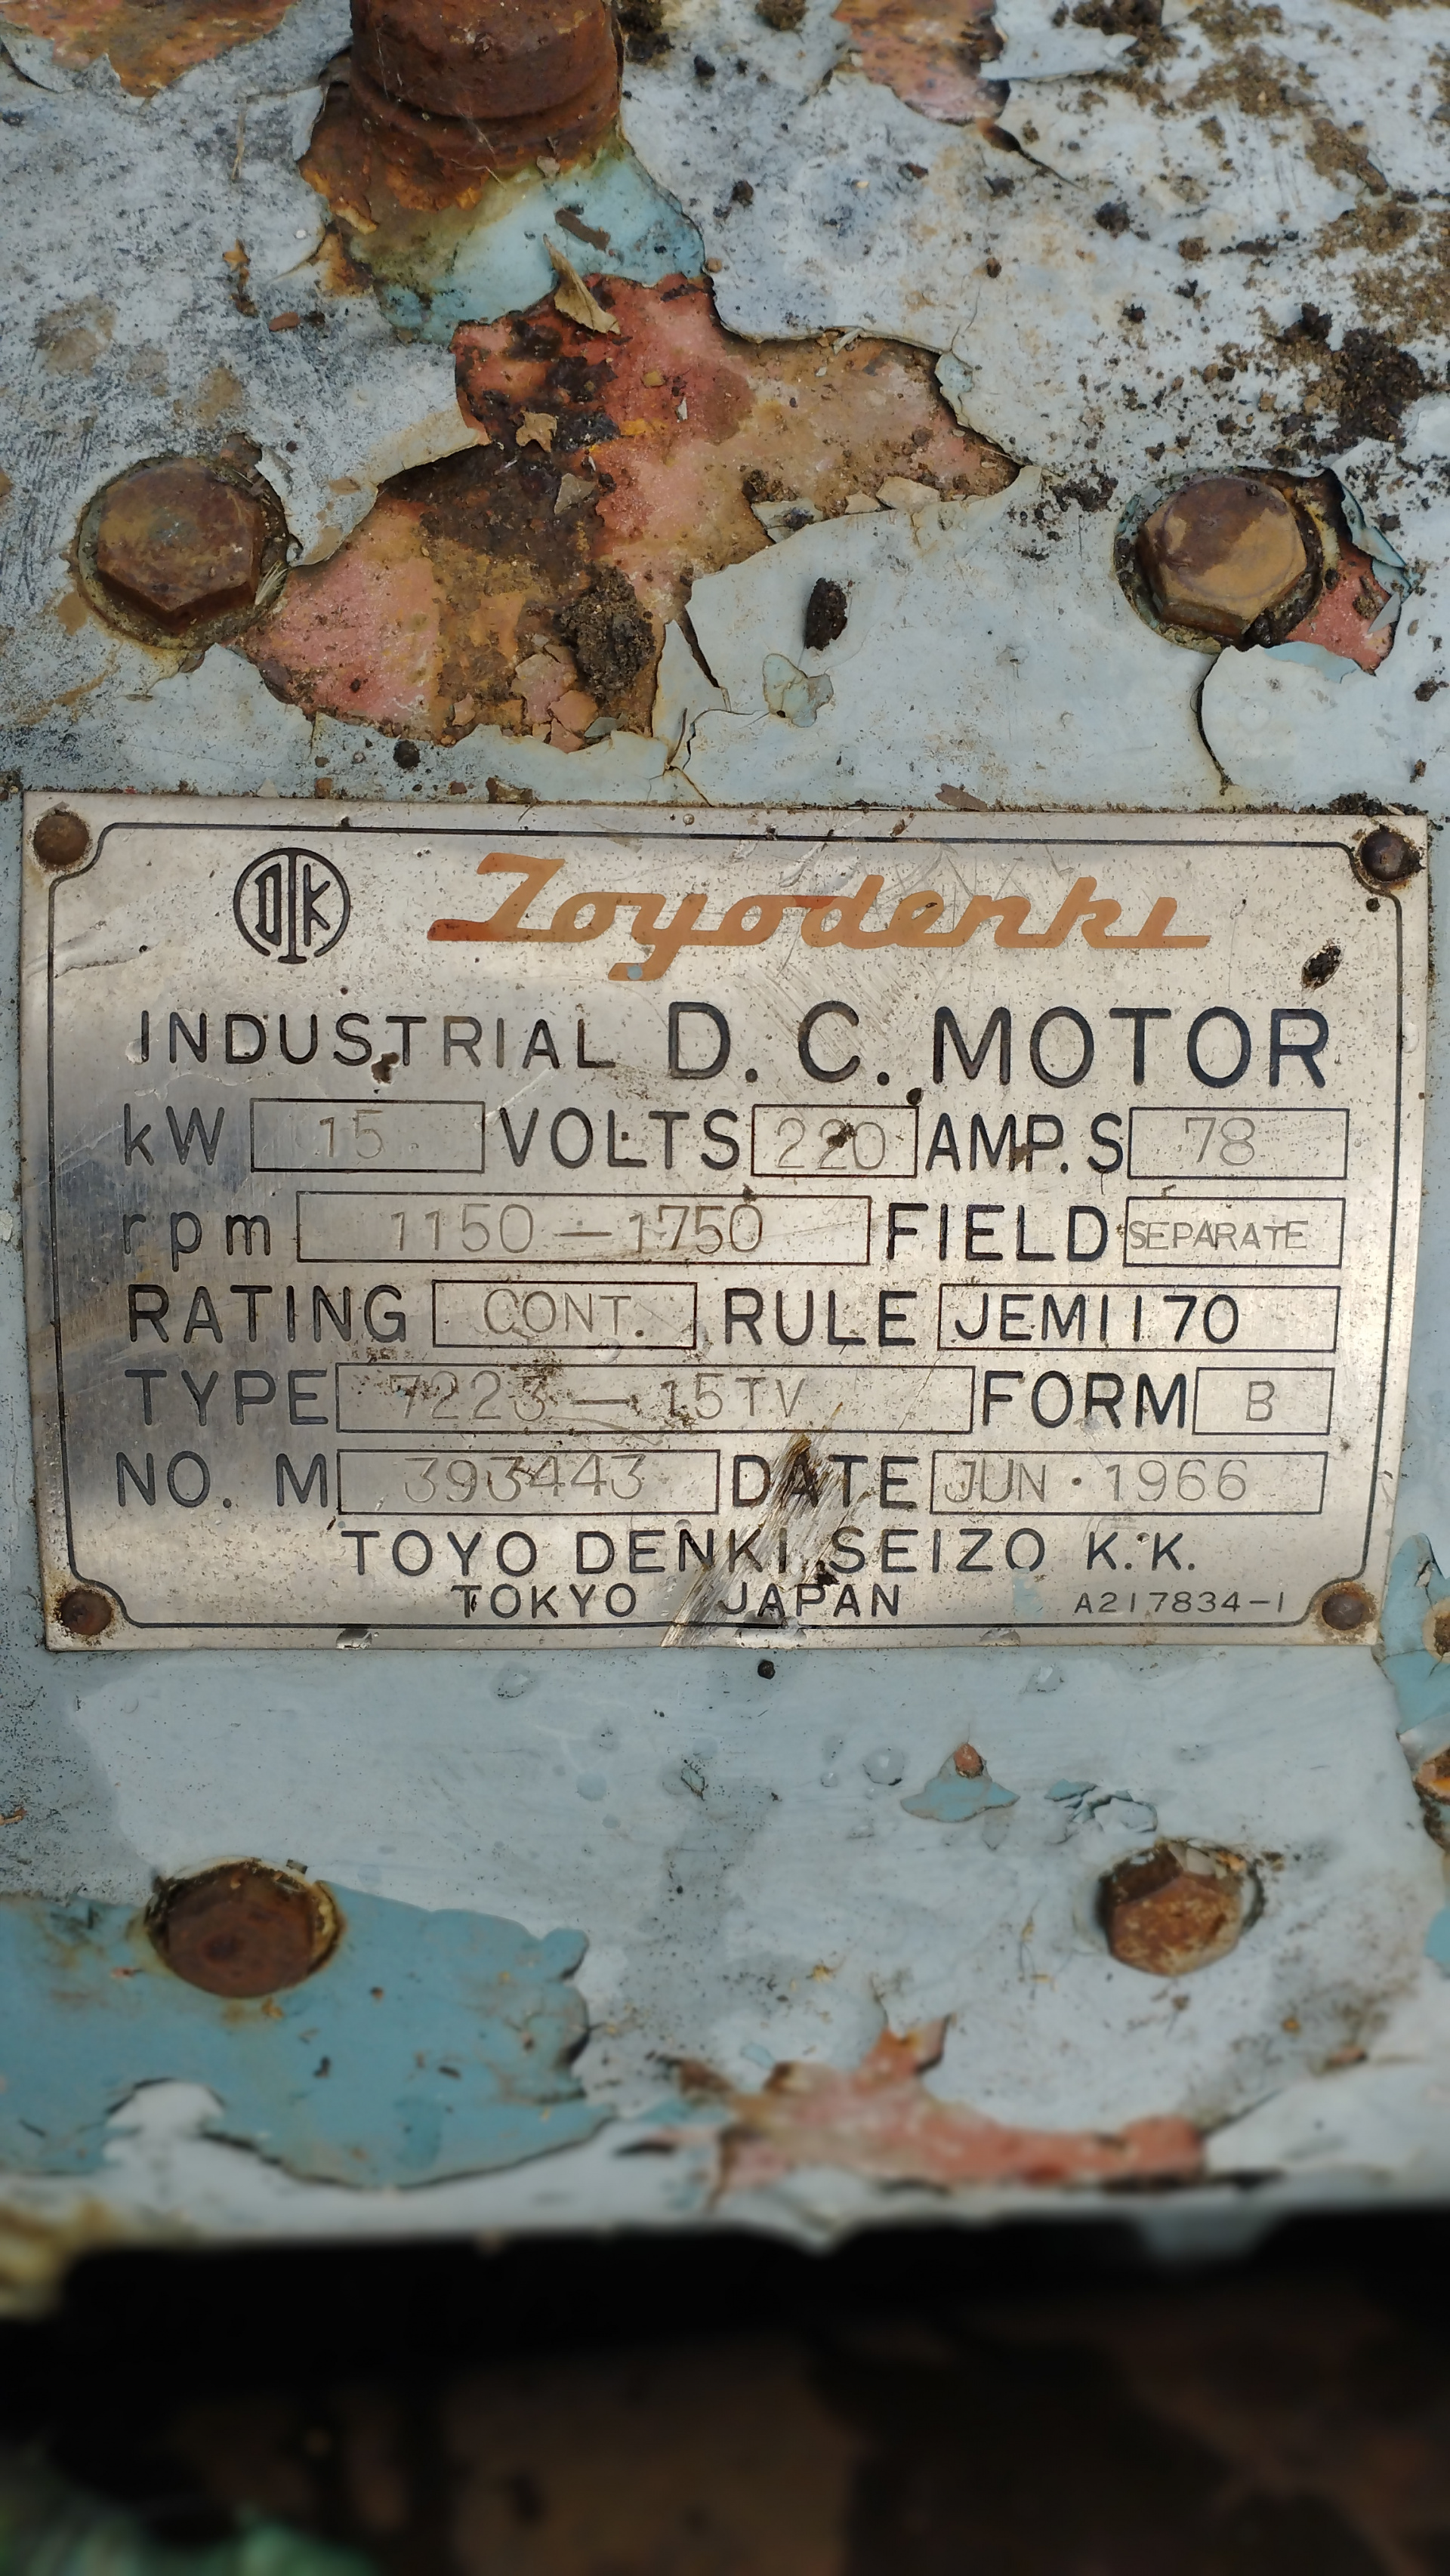 DTK Toyodenki
INDUSTRIAL D. C. MOTOR
kW 15 VOLTS 220 AMP.S 78
rpm 1150—1750 FIELD SEPARATE
RATING CONT. RULE JEM1170
TYPE 7223—15TV FORM B
NO. M 393443 DATE JUN·1966
TOYO DENKI SEIZO K.K.
TOKYO JAPAN A217834-1